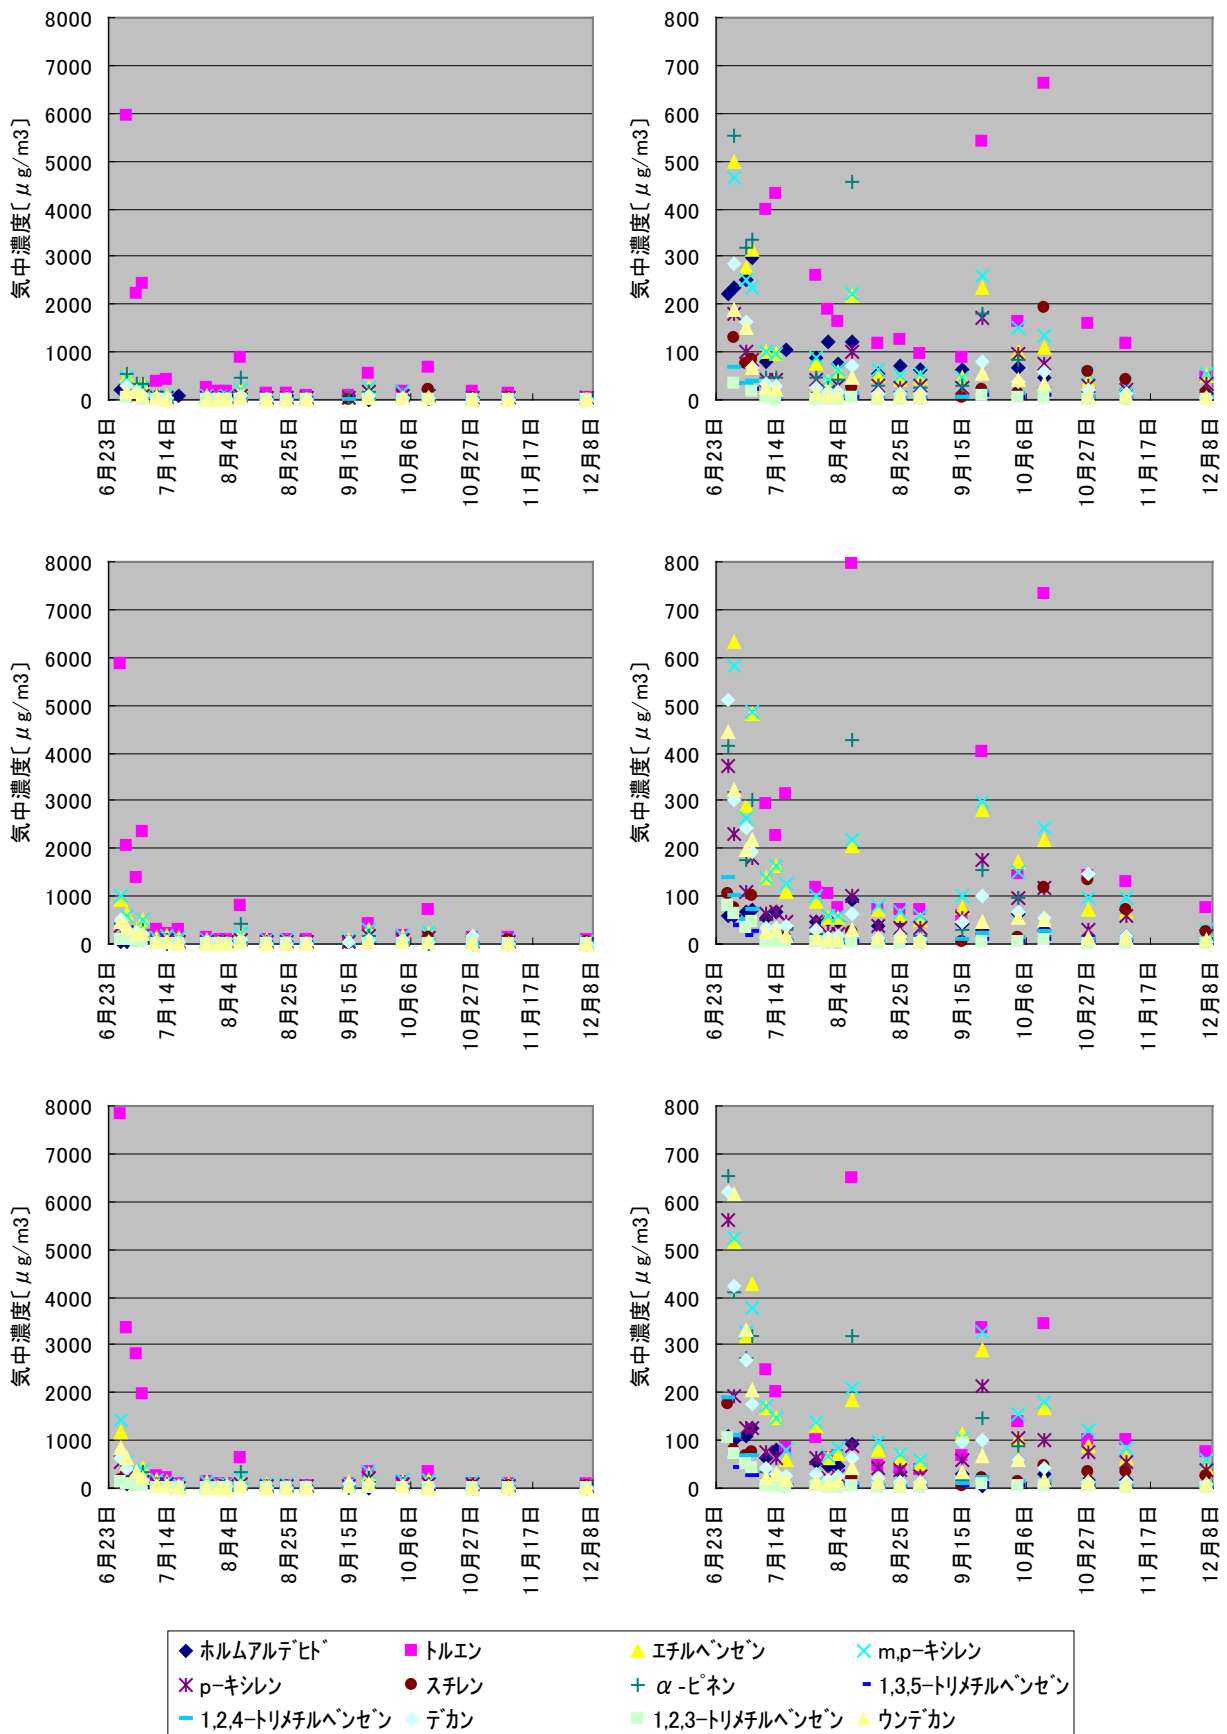 8000
7000
6000
5000
4000
3000
2000
1000
0
気中濃度〔μg/m3〕
6月23日
7月14日
8月4日
8月25日
9月15日
10月6日
10月27日
11月17日
12月8日
800
700
600
500
400
300
200
100
0
気中濃度〔μg/m3〕
6月23日
7月14日
8月4日
8月25日
9月15日
10月6日
10月27日
11月17日
12月8日
8000
7000
6000
5000
4000
3000
2000
1000
0
気中濃度〔μg/m3〕
6月23日
7月14日
8月4日
8月25日
9月15日
10月6日
10月27日
11月17日
12月8日
800
700
600
500
400
300
200
100
0
気中濃度〔μg/m3〕
6月23日
7月14日
8月4日
8月25日
9月15日
10月6日
10月27日
11月17日
12月8日
8000
7000
6000
5000
4000
3000
2000
1000
0
気中濃度〔μg/m3〕
6月23日
7月14日
8月4日
8月25日
9月15日
10月6日
10月27日
11月17日
12月8日
800
700
600
500
400
300
200
100
0
気中濃度〔μg/m3〕
6月23日
7月14日
8月4日
8月25日
9月15日
10月6日
10月27日
11月17日
12月8日
ﾎﾙﾑｱﾙﾃﾞﾋﾄﾞ ﾄﾙｴﾝ ｴﾁﾙﾍﾞﾝｾﾞﾝ m,p-ｷｼﾚﾝ
p-ｷｼﾚﾝ ｽﾁﾚﾝ α-ﾋﾟﾈﾝ 1,3,5-ﾄﾘﾒﾁﾙﾍﾞﾝｾﾞﾝ
1,2,4-ﾄﾘﾒﾁﾙﾍﾞﾝｾﾞﾝ ﾃﾞｶﾝ 1,2,3-ﾄﾘﾒﾁﾙﾍﾞﾝｾﾞﾝ ｳﾝﾃﾞｶﾝ